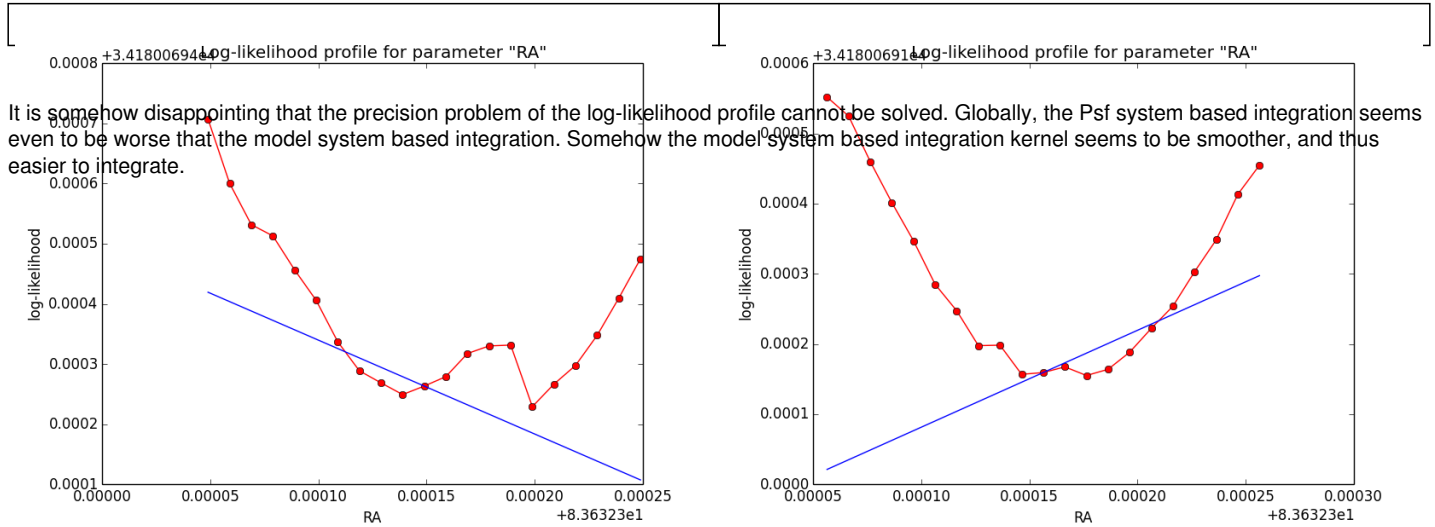 Log-likelihood profile for parameter "RA"
+3.41800694e4
0.0008
0.0007
0.0006
0.0005
0.0004
0.0003
0.0002
0.0001
log-likelihood
0.00000 0.00005 0.00010 0.00015 0.00020 0.00025
RA
+8.36323e1
Log-likelihood profile for parameter "RA"
+3.41800691e4
0.0006
0.0005
0.0004
0.0003
0.0002
0.0001
0.0000
log-likelihood
0.00005 0.00010 0.00015 0.00020 0.00025 0.00030
RA
+8.36323e1
It is somehow disappointing that the precision problem of the log-likelihood profile cannot be solved. Globally, the Psf system based integration seems
even to be worse that the model system based integration. Somehow the model system based integration kernel seems to be smoother, and thus
easier to integrate.